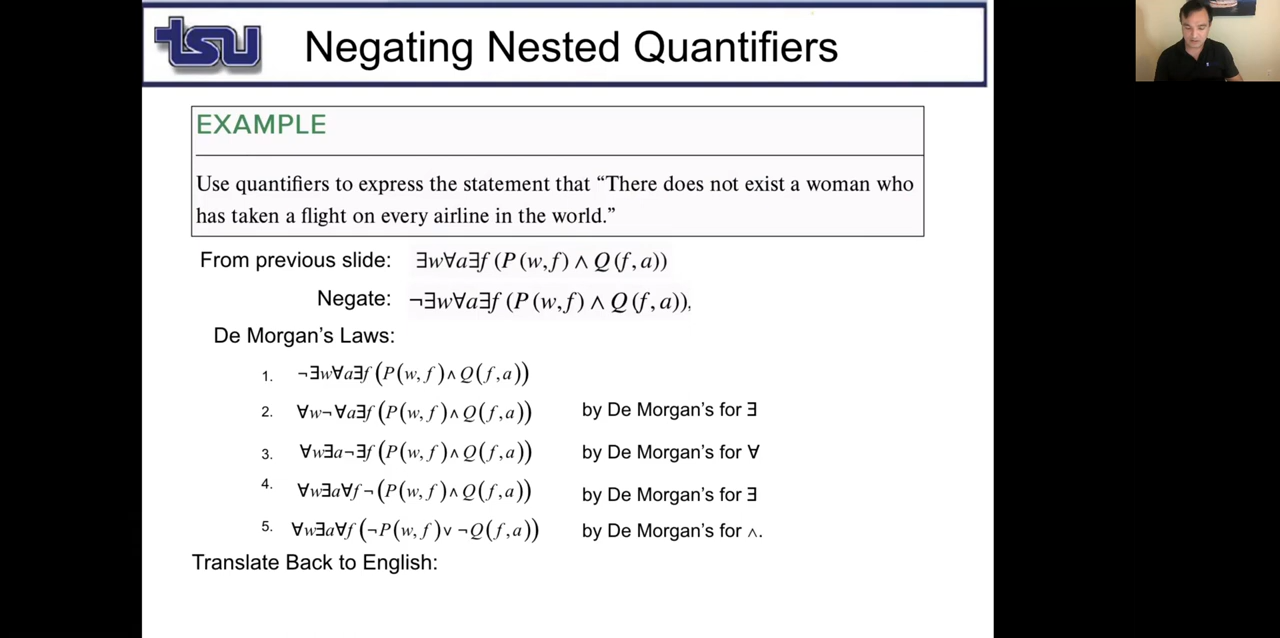 tsu
Negating Nested Quantifiers
EXAMPLE
Use quantifiers to express the statement that “There does not exist a woman who
has taken a flight on every airline in the world.”
From previous slide: ∃w∀a∃f (P(w,f) ∧ Q(f,a))
Negate: ¬∃w∀a∃f (P(w,f) ∧ Q(f,a)),
De Morgan’s Laws:
1. ¬∃w∀a∃f (P(w,f)∧Q(f,a))
2. ∀w¬∀a∃f (P(w,f)∧Q(f,a)) by De Morgan’s for ∃
3. ∀w∃a¬∃f (P(w,f)∧Q(f,a)) by De Morgan’s for ∀
4. ∀w∃a∀f¬(P(w,f)∧Q(f,a)) by De Morgan’s for ∃
5. ∀w∃a∀f (¬P(w,f)∨¬Q(f,a)) by De Morgan’s for ∧.
Translate Back to English: